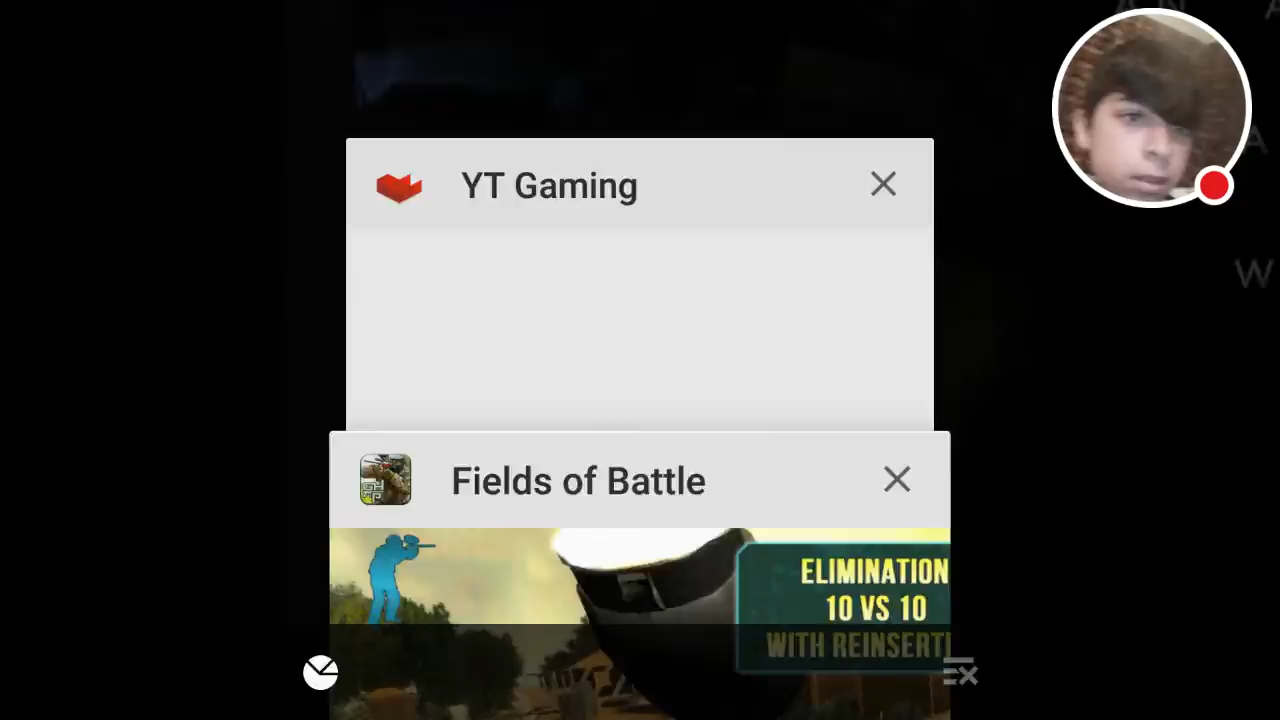 YT Gaming
W
Fields of Battle
ELIMINATION
10 VS 10
WITH REINSERTI